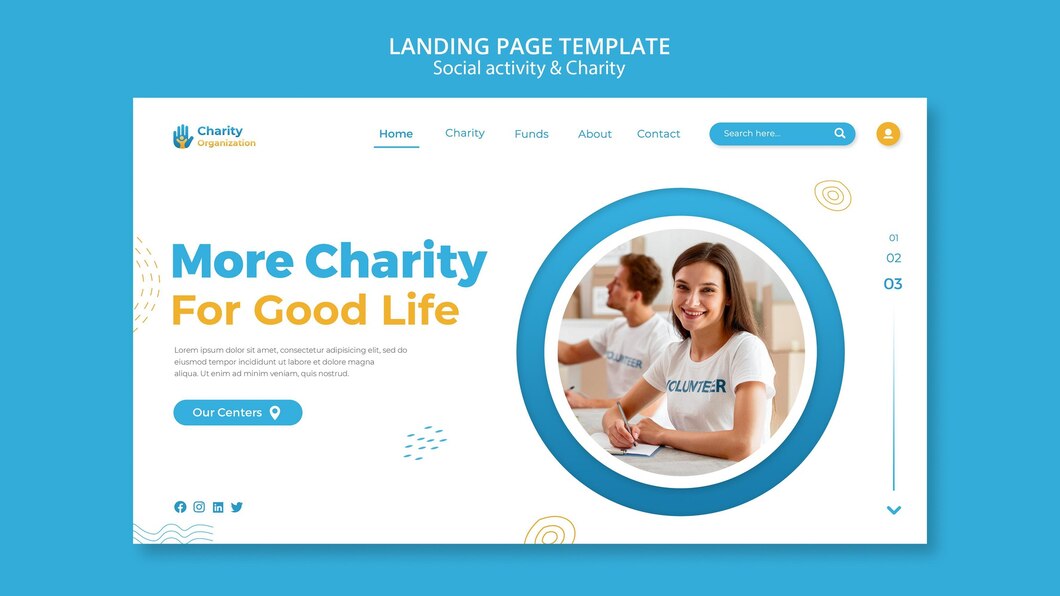 LANDING PAGE TEMPLATE
Social activity & Charity
Charity
Organization
Home Charity Funds About Contact Search here...
01
02
03
More Charity
For Good Life
Lorem ipsum dolor sit amet, consectetur adipisicing elit, sed do
eiusmod tempor incididunt ut labore et dolore magna
aliqua. Ut enim ad minim veniam, quis nostrud.
Our Centers
VOLUNTEER
VOLUNTEER